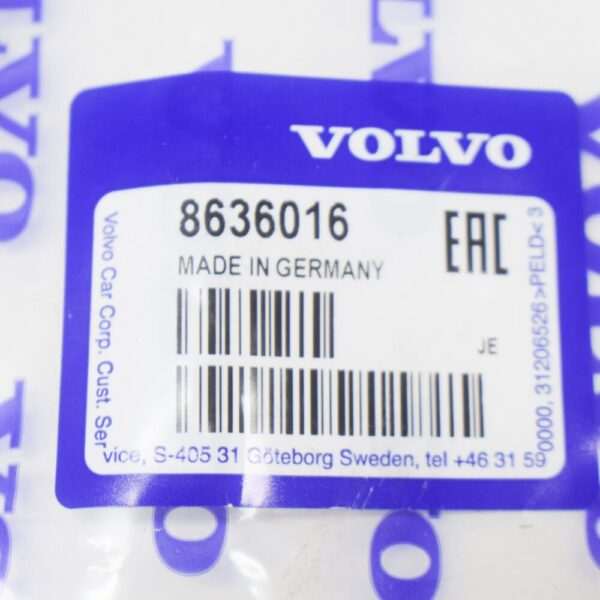 VOLVO
8636016
EAC
MADE IN GERMANY
JE
Volvo Car Corp. Cust. Service, S-405 31 Göteborg Sweden, tel +46 31 59 0000, 31206526 >PELD< 3